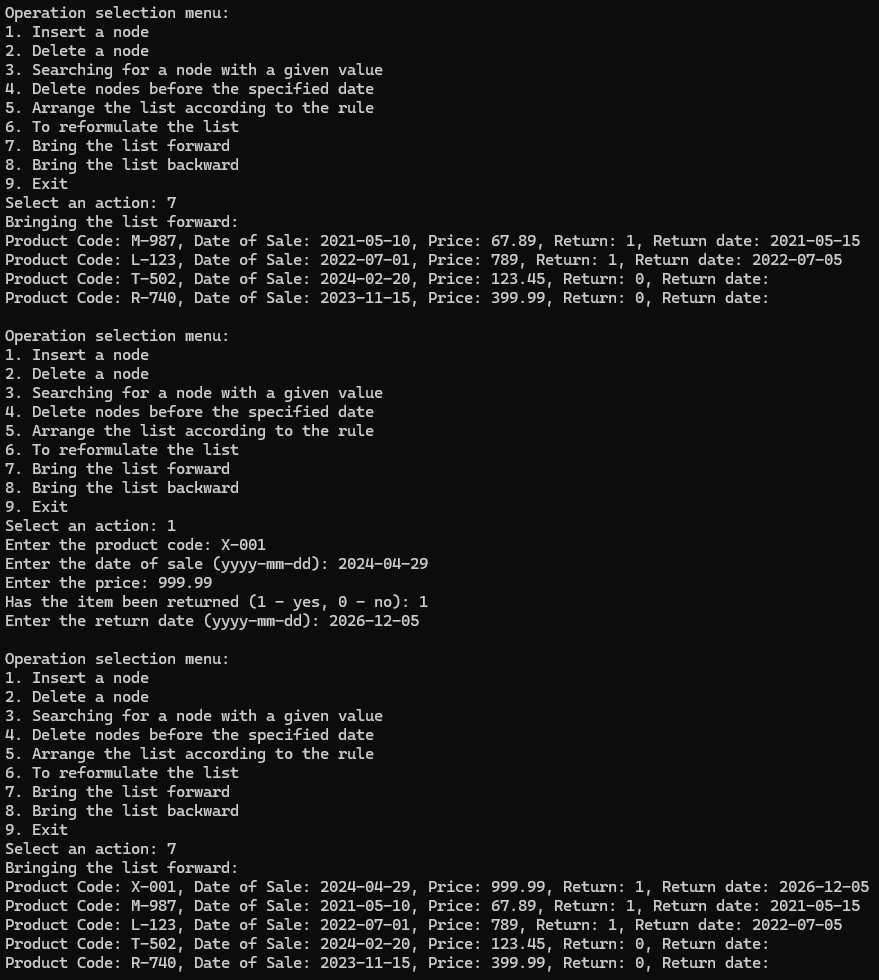 Operation selection menu:
1. Insert a node
2. Delete a node
3. Searching for a node with a given value
4. Delete nodes before the specified date
5. Arrange the list according to the rule
6. To reformulate the list
7. Bring the list forward
8. Bring the list backward
9. Exit
Select an action: 7
Bringing the list forward:
Product Code: M-987, Date of Sale: 2021-05-10, Price: 67.89, Return: 1, Return date: 2021-05-15
Product Code: L-123, Date of Sale: 2022-07-01, Price: 789, Return: 1, Return date: 2022-07-05
Product Code: T-502, Date of Sale: 2024-02-20, Price: 123.45, Return: 0, Return date:
Product Code: R-740, Date of Sale: 2023-11-15, Price: 399.99, Return: 0, Return date:
Operation selection menu:
1. Insert a node
2. Delete a node
3. Searching for a node with a given value
4. Delete nodes before the specified date
5. Arrange the list according to the rule
6. To reformulate the list
7. Bring the list forward
8. Bring the list backward
9. Exit
Select an action: 1
Enter the product code: X-001
Enter the date of sale (yyyy-mm-dd): 2024-04-29
Enter the price: 999.99
Has the item been returned (1 - yes, 0 - no): 1
Enter the return date (yyyy-mm-dd): 2026-12-05
Operation selection menu:
1. Insert a node
2. Delete a node
3. Searching for a node with a given value
4. Delete nodes before the specified date
5. Arrange the list according to the rule
6. To reformulate the list
7. Bring the list forward
8. Bring the list backward
9. Exit
Select an action: 7
Bringing the list forward:
Product Code: X-001, Date of Sale: 2024-04-29, Price: 999.99, Return: 1, Return date: 2026-12-05
Product Code: M-987, Date of Sale: 2021-05-10, Price: 67.89, Return: 1, Return date: 2021-05-15
Product Code: L-123, Date of Sale: 2022-07-01, Price: 789, Return: 1, Return date: 2022-07-05
Product Code: T-502, Date of Sale: 2024-02-20, Price: 123.45, Return: 0, Return date:
Product Code: R-740, Date of Sale: 2023-11-15, Price: 399.99, Return: 0, Return date: